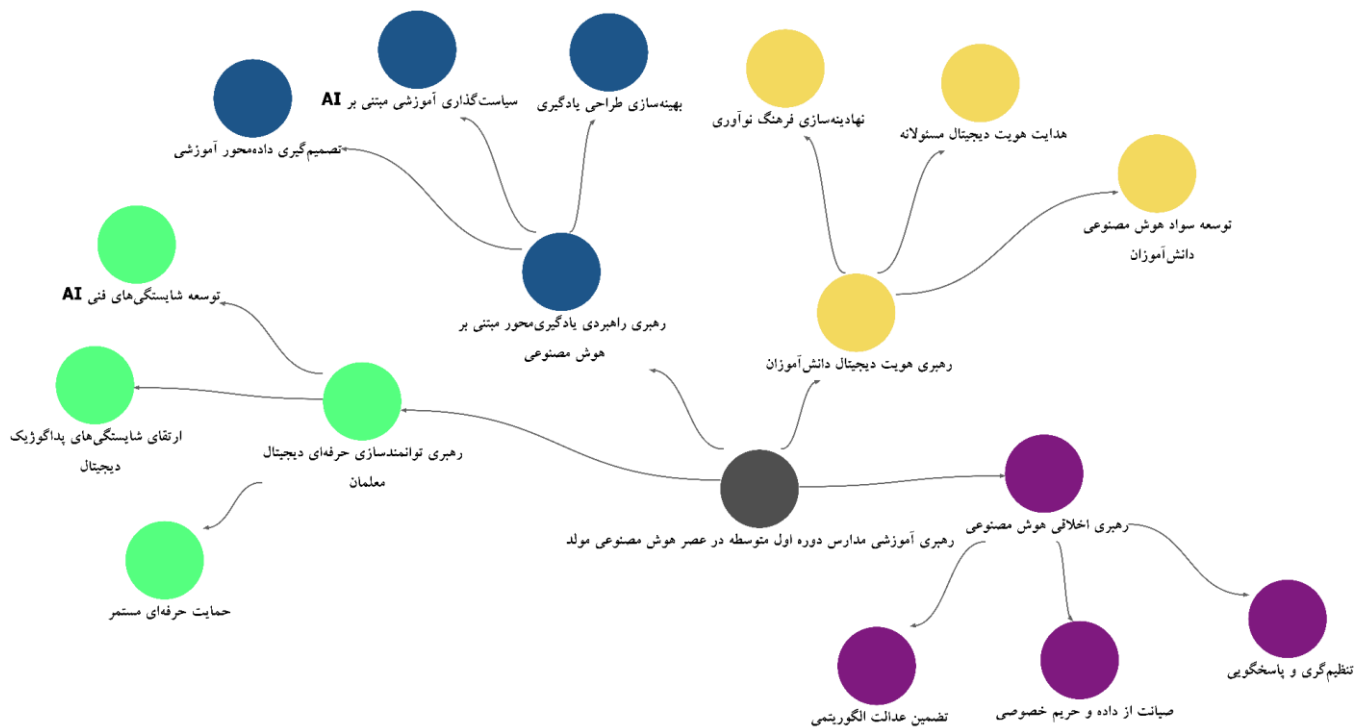 بهینه‌سازی طراحی یادگیری
سیاست‌گذاری آموزشی مبتنی بر AI
تصمیم‌گیری داده‌محور آموزشی
هدایت هویت دیجیتال مسئولانه
نهادینه‌سازی فرهنگ نوآوری
توسعه سواد هوش مصنوعی
دانش‌آموزان
توسعه شایستگی‌های فنی AI
رهبری راهبردی یادگیری‌محور مبتنی بر
هوش مصنوعی
رهبری هویت دیجیتال دانش‌آموزان
ارتقای شایستگی‌های پداگوژیک
دیجیتال
رهبری توانمندسازی حرفه‌ای دیجیتال
معلمان
رهبری اخلاقی هوش مصنوعی
رهبری آموزشی مدارس دوره اول متوسطه در عصر هوش مصنوعی مولد
حمایت حرفه‌ای مستمر
تنظیم‌گری و پاسخگویی
صیانت از داده و حریم خصوصی
تضمین عدالت الگوریتمی